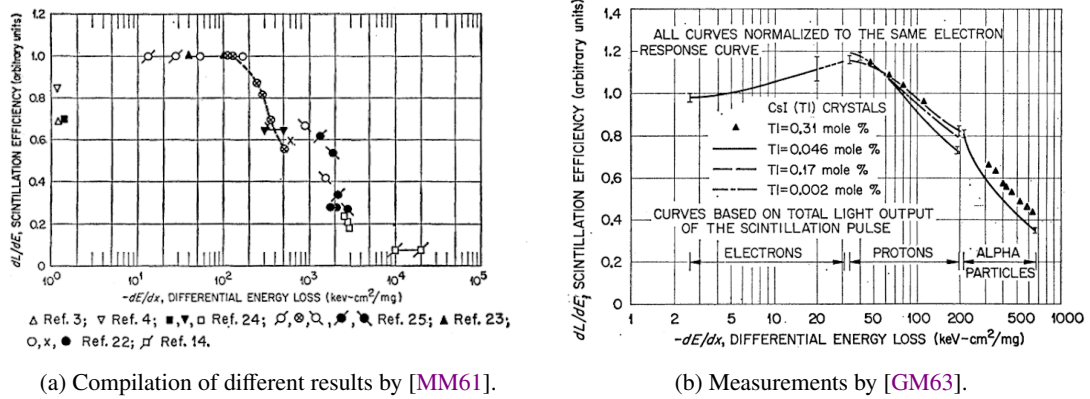 dL/dE, SCINTILLATION EFFICIENCY (arbitrary units)
1.2
1.0
0.8
0.6
0.4
0.2
0
10⁰
10¹
10²
10³
10⁴
10⁵
-dE/dx, DIFFERENTIAL ENERGY LOSS (kev-cm²/mg)
△ Ref. 3; ▽ Ref. 4; ■,▼,□ Ref. 24; Ref. 25; ▲ Ref. 23;
○, x, ● Ref. 22; Ref. 14.
(a) Compilation of different results by [MM61].
dL/dE, SCINTILLATION EFFICIENCY (arbitrary units)
1.4
1.2
1.0
0.8
0.6
0.4
0.2
0
ALL CURVES NORMALIZED TO THE SAME ELECTRON
RESPONSE CURVE
CsI (Tl) CRYSTALS
▲ Tl=0.31 mole %
Tl=0.046 mole %
Tl=0.17 mole %
Tl=0.002 mole %
CURVES BASED ON TOTAL LIGHT OUTPUT
OF THE SCINTILLATION PULSE
ELECTRONS
PROTONS
ALPHA
PARTICLES
1 2 5 10 20 50 100 200 500 1000
-dE/dx, DIFFERENTIAL ENERGY LOSS (keV-cm²/mg)
(b) Measurements by [GM63].